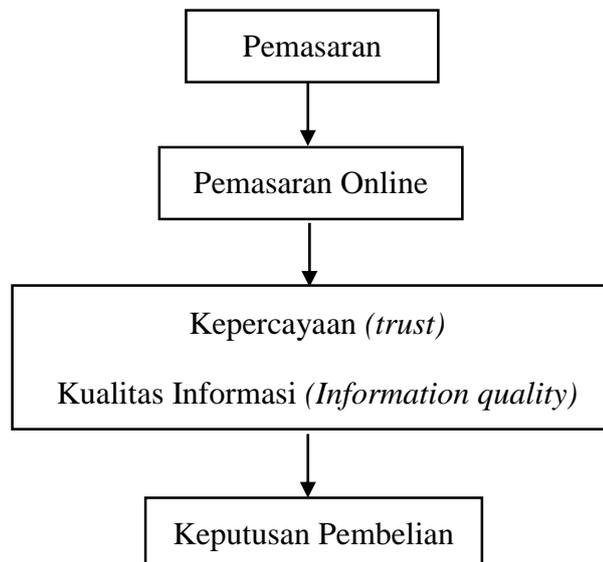 Pemasaran
Pemasaran Online
Kepercayaan (trust)
Kualitas Informasi (Information quality)
Keputusan Pembelian